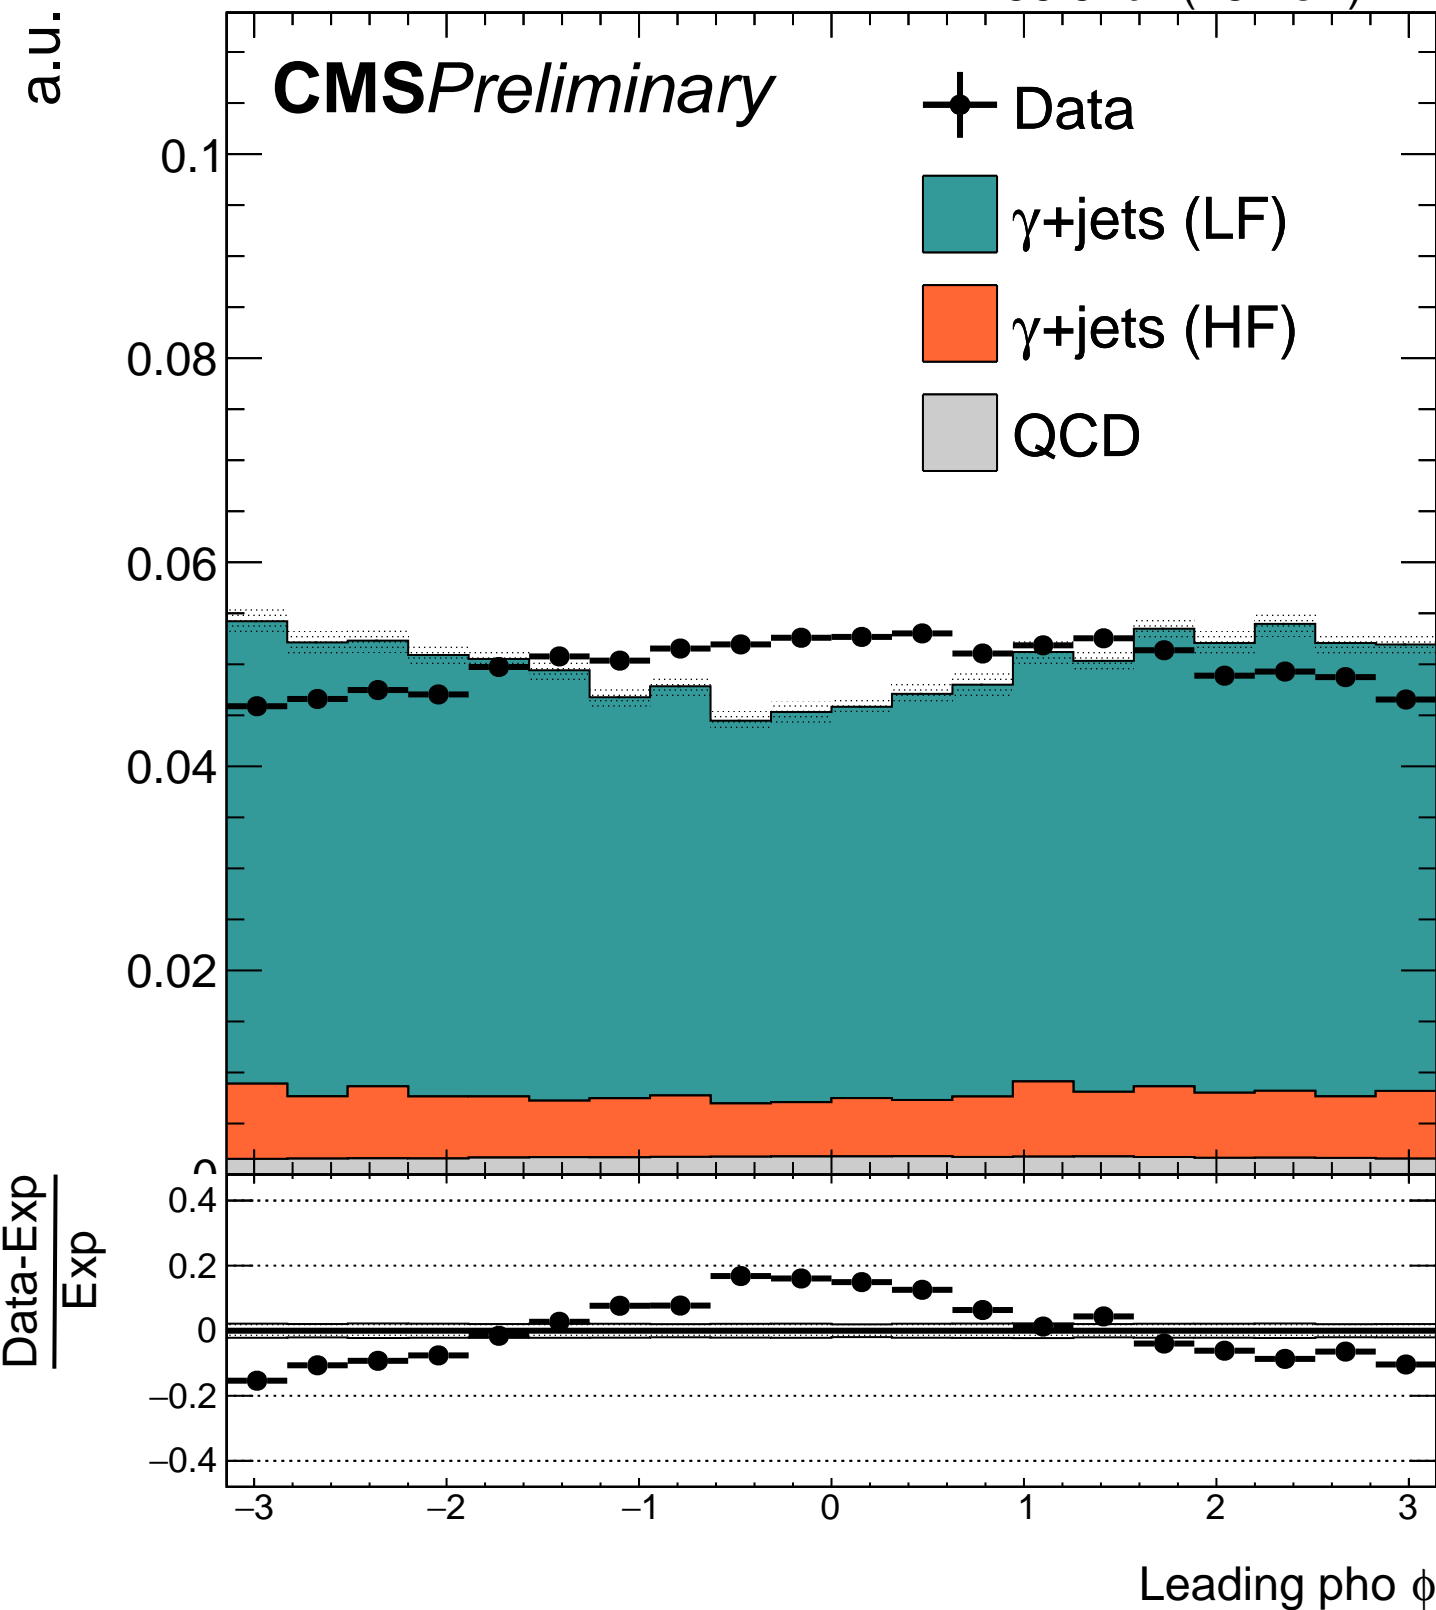 a.u.
CMS Preliminary
Data
γ+jets (LF)
γ+jets (HF)
QCD
0.1
0.08
0.06
0.04
0.02
0
Data-Exp
Exp
0.4
0.2
0
−0.2
−0.4
−3 −2 −1 0 1 2 3
Leading pho ϕ